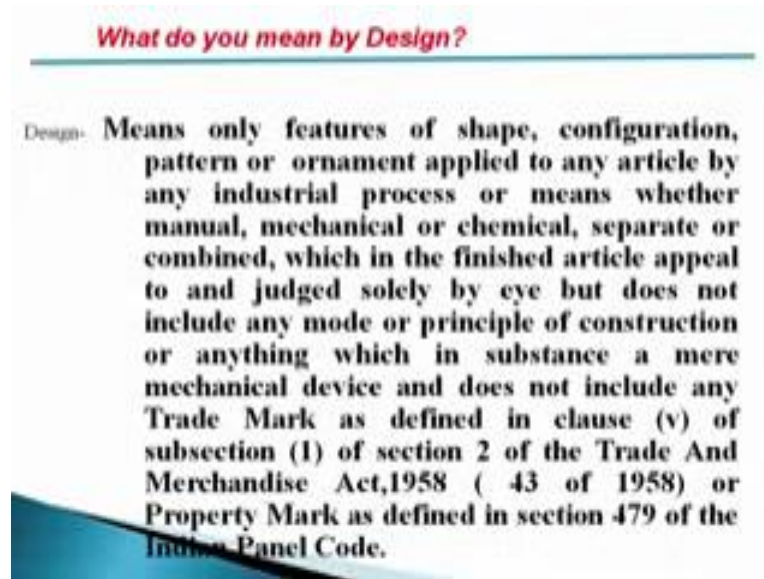 What do you mean by Design?
Design- Means only features of shape, configuration,
pattern or ornament applied to any article by
any industrial process or means whether
manual, mechanical or chemical, separate or
combined, which in the finished article appeal
to and judged solely by eye but does not
include any mode or principle of construction
or anything which in substance a mere
mechanical device and does not include any
Trade Mark as defined in clause (v) of
subsection (1) of section 2 of the Trade And
Merchandise Act,1958 ( 43 of 1958) or
Property Mark as defined in section 479 of the
Indian Panel Code.